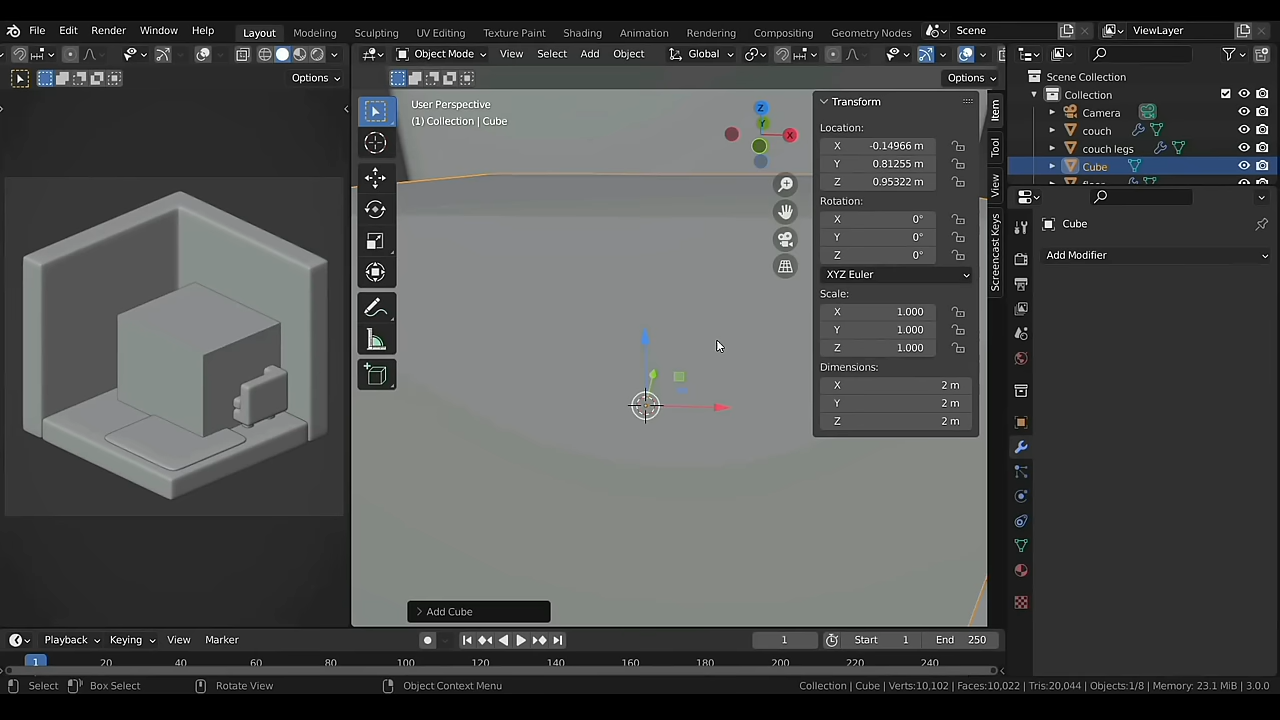 File Edit Render Window Help Layout Modeling Sculpting UV Editing Texture Paint Shading Animation Rendering Compositing Geometry Nodes Scene ViewLayer
Object Mode View Select Add Object Global
Options Options
User Perspective
(1) Collection | Cube
Z
Y
X
Transform
Location:
X -0.14966 m
Y 0.81255 m
Z 0.95322 m
Rotation:
X 0°
Y 0°
Z 0°
XYZ Euler
Scale:
X 1.000
Y 1.000
Z 1.000
Dimensions:
X 2 m
Y 2 m
Z 2 m
Item
Tool
View
Screencast Keys
Scene Collection
Collection
Camera
couch
couch legs
Cube
Cube
Add Modifier
Add Cube
Playback Keying View Marker 1 Start 1 End 250
1 20 40 60 80 100 120 140 160 180 200 220 240
Select Box Select Rotate View Object Context Menu Collection | Cube | Verts:10,102 | Faces:10,022 | Tris:20,044 | Objects:1/8 | Memory: 23.1 MiB | 3.0.0